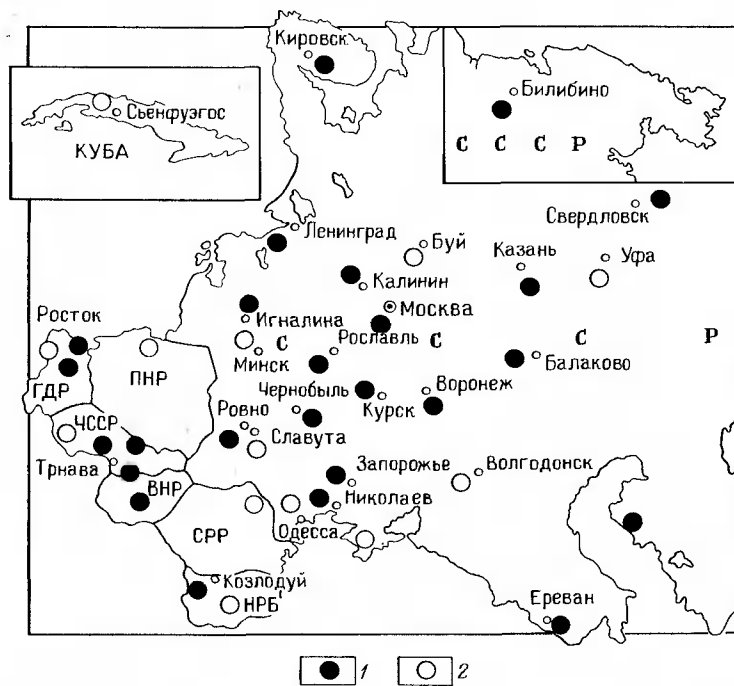 Кировск
Сьенфуэгос
КУБА
Билибино
С С С Р
Свердловск
Ленинград
Буй
Казань
Уфа
Калинин
Москва
Росток
Игналина
С
Рославль
С
С
Р
Минск
Балаково
ГДР
ПНР
Чернобыль
Курск
Воронеж
ЧССР
Ровно
Славута
Трнава
Запорожье
Волгодонск
ВНР
Николаев
СРР
Одесса
Козлодуй
НРБ
Ереван
1 2